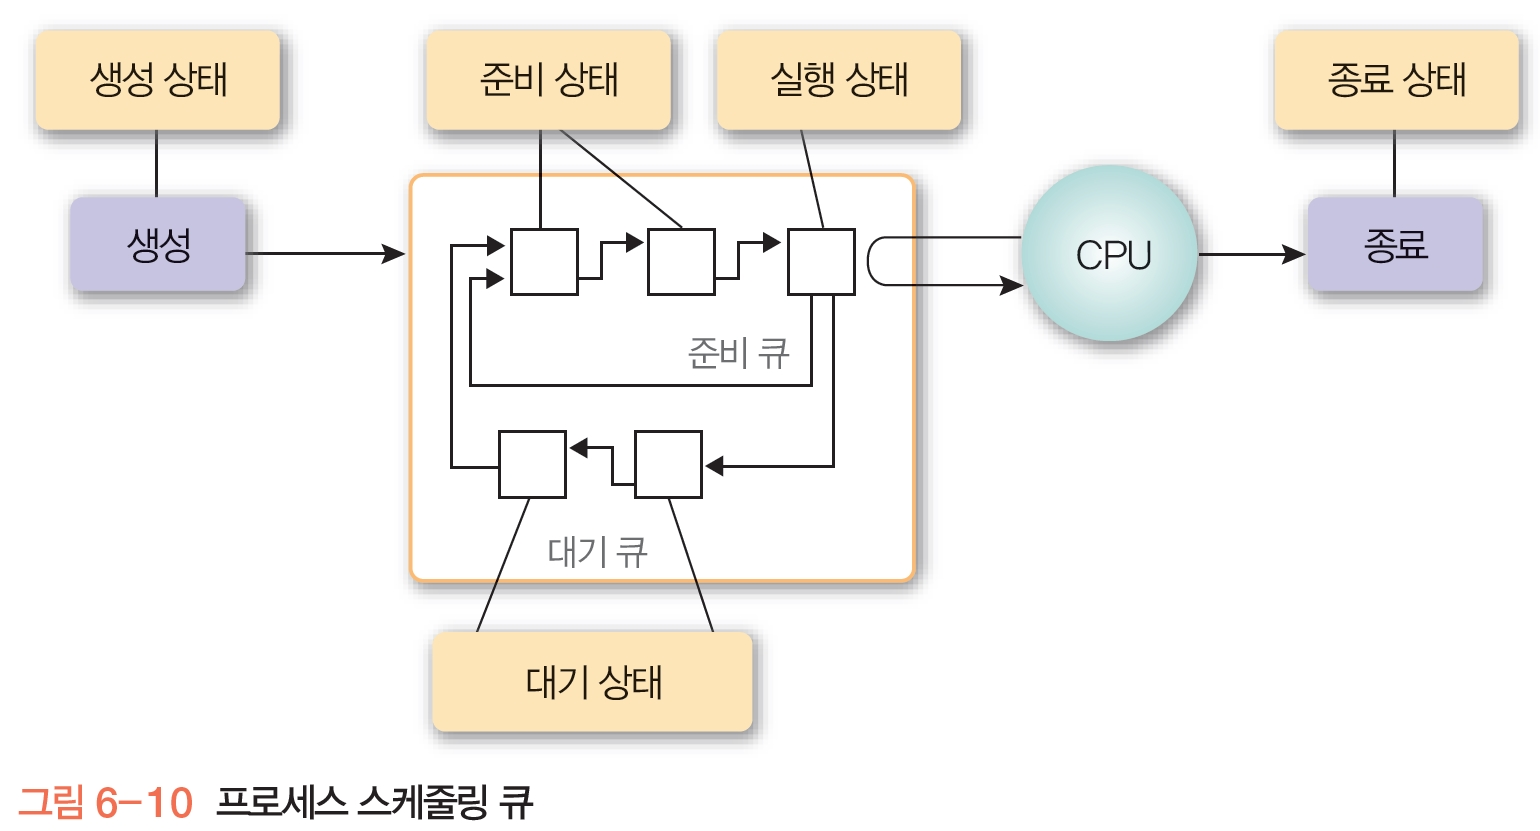 생성 상태
준비 상태
실행 상태
종료 상태
생성
CPU
종료
준비 큐
대기 큐
대기 상태
그림 6-10 프로세스 스케줄링 큐